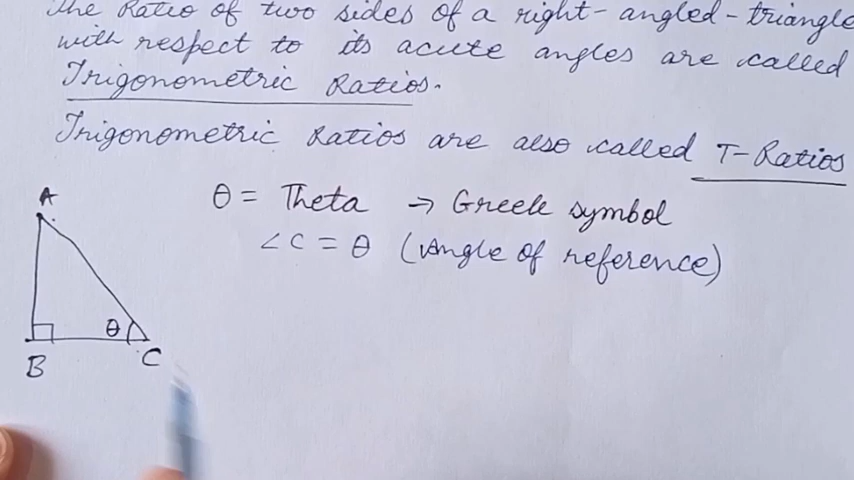 The Ratio of two sides of a right-angled-triangle
with respect to its acute angles are called
Trigonometric Ratios.
Trigonometric Ratios are also called T-Ratios
θ = Theta → Greek symbol
∠C = θ (Angle of reference)
A
θ
B
C